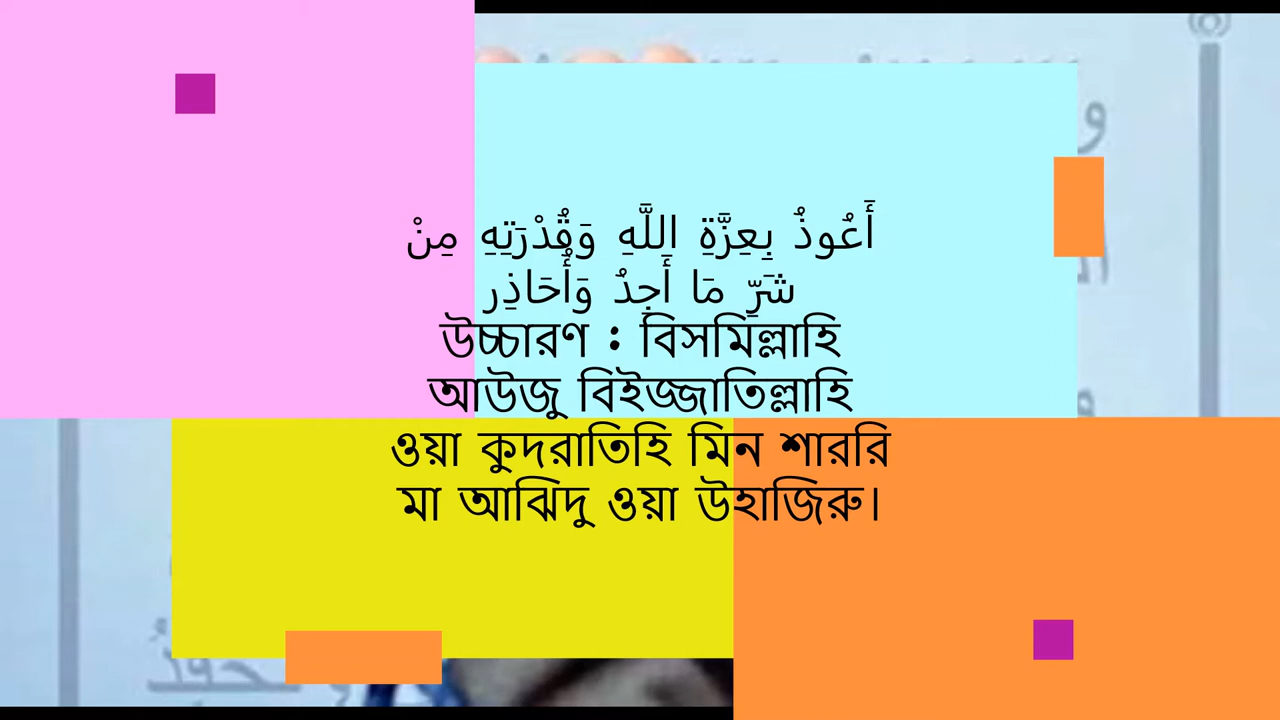 أَعُوذُ بِعِزَّةِ اللَّهِ وَقُدْرَتِهِ مِنْ
شَرِّ مَا أَجِدُ وَأُحَاذِر
উচ্চারণ : বিসমিল্লাহি
আউজু বিইজ্জাতিল্লাহি
ওয়া কুদরাতিহি মিন শাররি
মা আঝিদু ওয়া উহাজিরু।